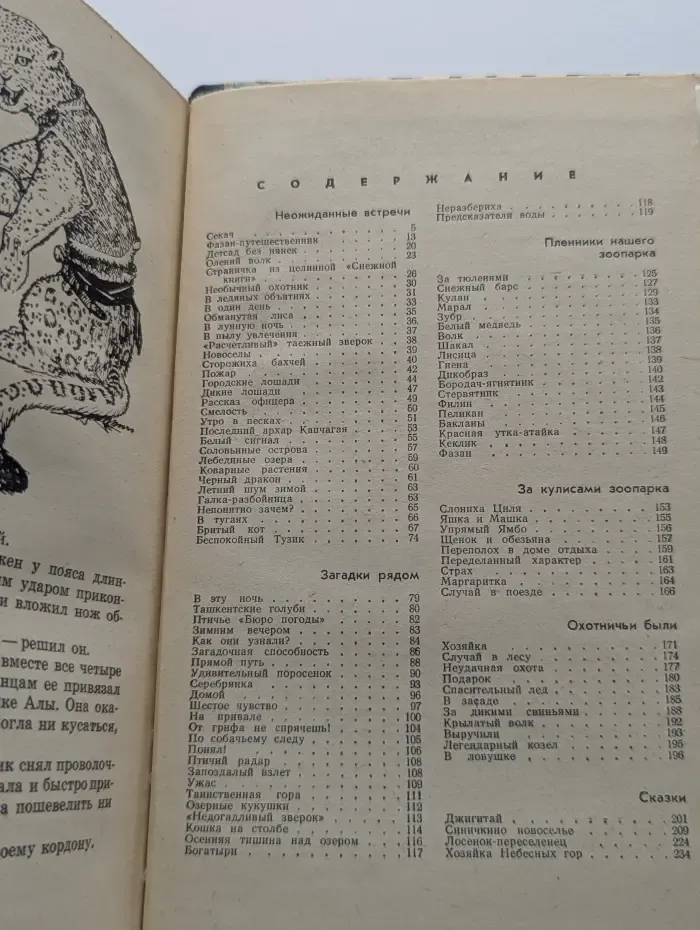 й.
жен у пояса длин-
им ударом прикон-
и вложил нож об-
— решил он.
вместе все четыре
нцам ее привязал
ке Алы. Она ока-
огла ни кусаться,
ик снял проволоч-
ала и быстро при-
а пошевелить ни
оему кордону.
СОДЕРЖАНИЕ
Неожиданные встречи
Секач 5
Фазан-путешественник 13
Детсад без нянек 20
Олений волк 23
Страничка из целинной «Снежной
книги» 26
Необычный охотник 30
В ледяных объятиях 31
В один день 33
Обманутая лиса 35
В лунную ночь 36
В пылу увлечения 37
«Расчетливый» таежный зверок 38
Новоселы 39
Сторожиха бахчей 40
Пожар 42
Городские лошади 44
Дикие лошади 47
Рассказ офицера 49
Смелость 50
Утро в песках 51
Последний архар Капчагая 53
Белый сигнал 55
Соловьиные острова 57
Лебединые озера 59
Коварные растения 60
Черный дракон 61
Летний шум зимой 63
Галка-разбойница 63
Непонятно зачем? 65
В тугаях 66
Бритый кот 67
Беспокойный Тузик 74
Загадки рядом
В эту ночь 79
Ташкентские голуби 80
Птичье «Бюро погоды» 82
Зимним вечером 83
Как они узнали? 84
Загадочная способность 86
Прямой путь 88
Удивительный поросенок 90
Серебрянка 93
Домой 96
Шестое чувство 97
На привале 100
От грифа не спрячешь! 104
По собачьему следу 105
Понял! 106
Птичий радар 108
Запоздалый взлет 108
Ужас 109
Таинственная гора 111
Озерные кукушки 112
«Недогадливый зверок» 113
Кошка на столбе 114
Осенняя тишина над озером 116
Богатыри 117
Неразбериха 118
Предсказатели воды 119
Пленники нашего
зоопарка
За тюленями 125
Снежный барс 127
Кулан 129
Марал 133
Зубр 134
Белый медведь 135
Волк 136
Шакал 137
Лисица 138
Гиена 139
Дикобраз 140
Бородач-ягнятник 142
Стервятник 143
Филин 144
Пеликан 145
Бакланы 146
Красная утка-атайка 147
Кеклик 148
Фазан 149
За кулисами зоопарка
Слониха Циля 153
Яшка и Машка 155
Упрямый Ямбо 156
Щенок и обезьяна 157
Переполох в доме отдыха 159
Переделанный характер 161
Страх 163
Маргаритка 164
Случай в поезде 166
Охотничьи были
Хозяйка 171
Случай в лесу 174
Неудачная охота 177
Подарок 180
Спасительный лед 183
В засаде 185
За дикими свиньями 188
Крылатый волк 192
Выручили 193
Легендарный козел 195
В ловушке 196
Сказки
Джигитай 201
Синичкино новоселье 209
Лосенок-переселенец 224
Хозяйка Небесных гор 234